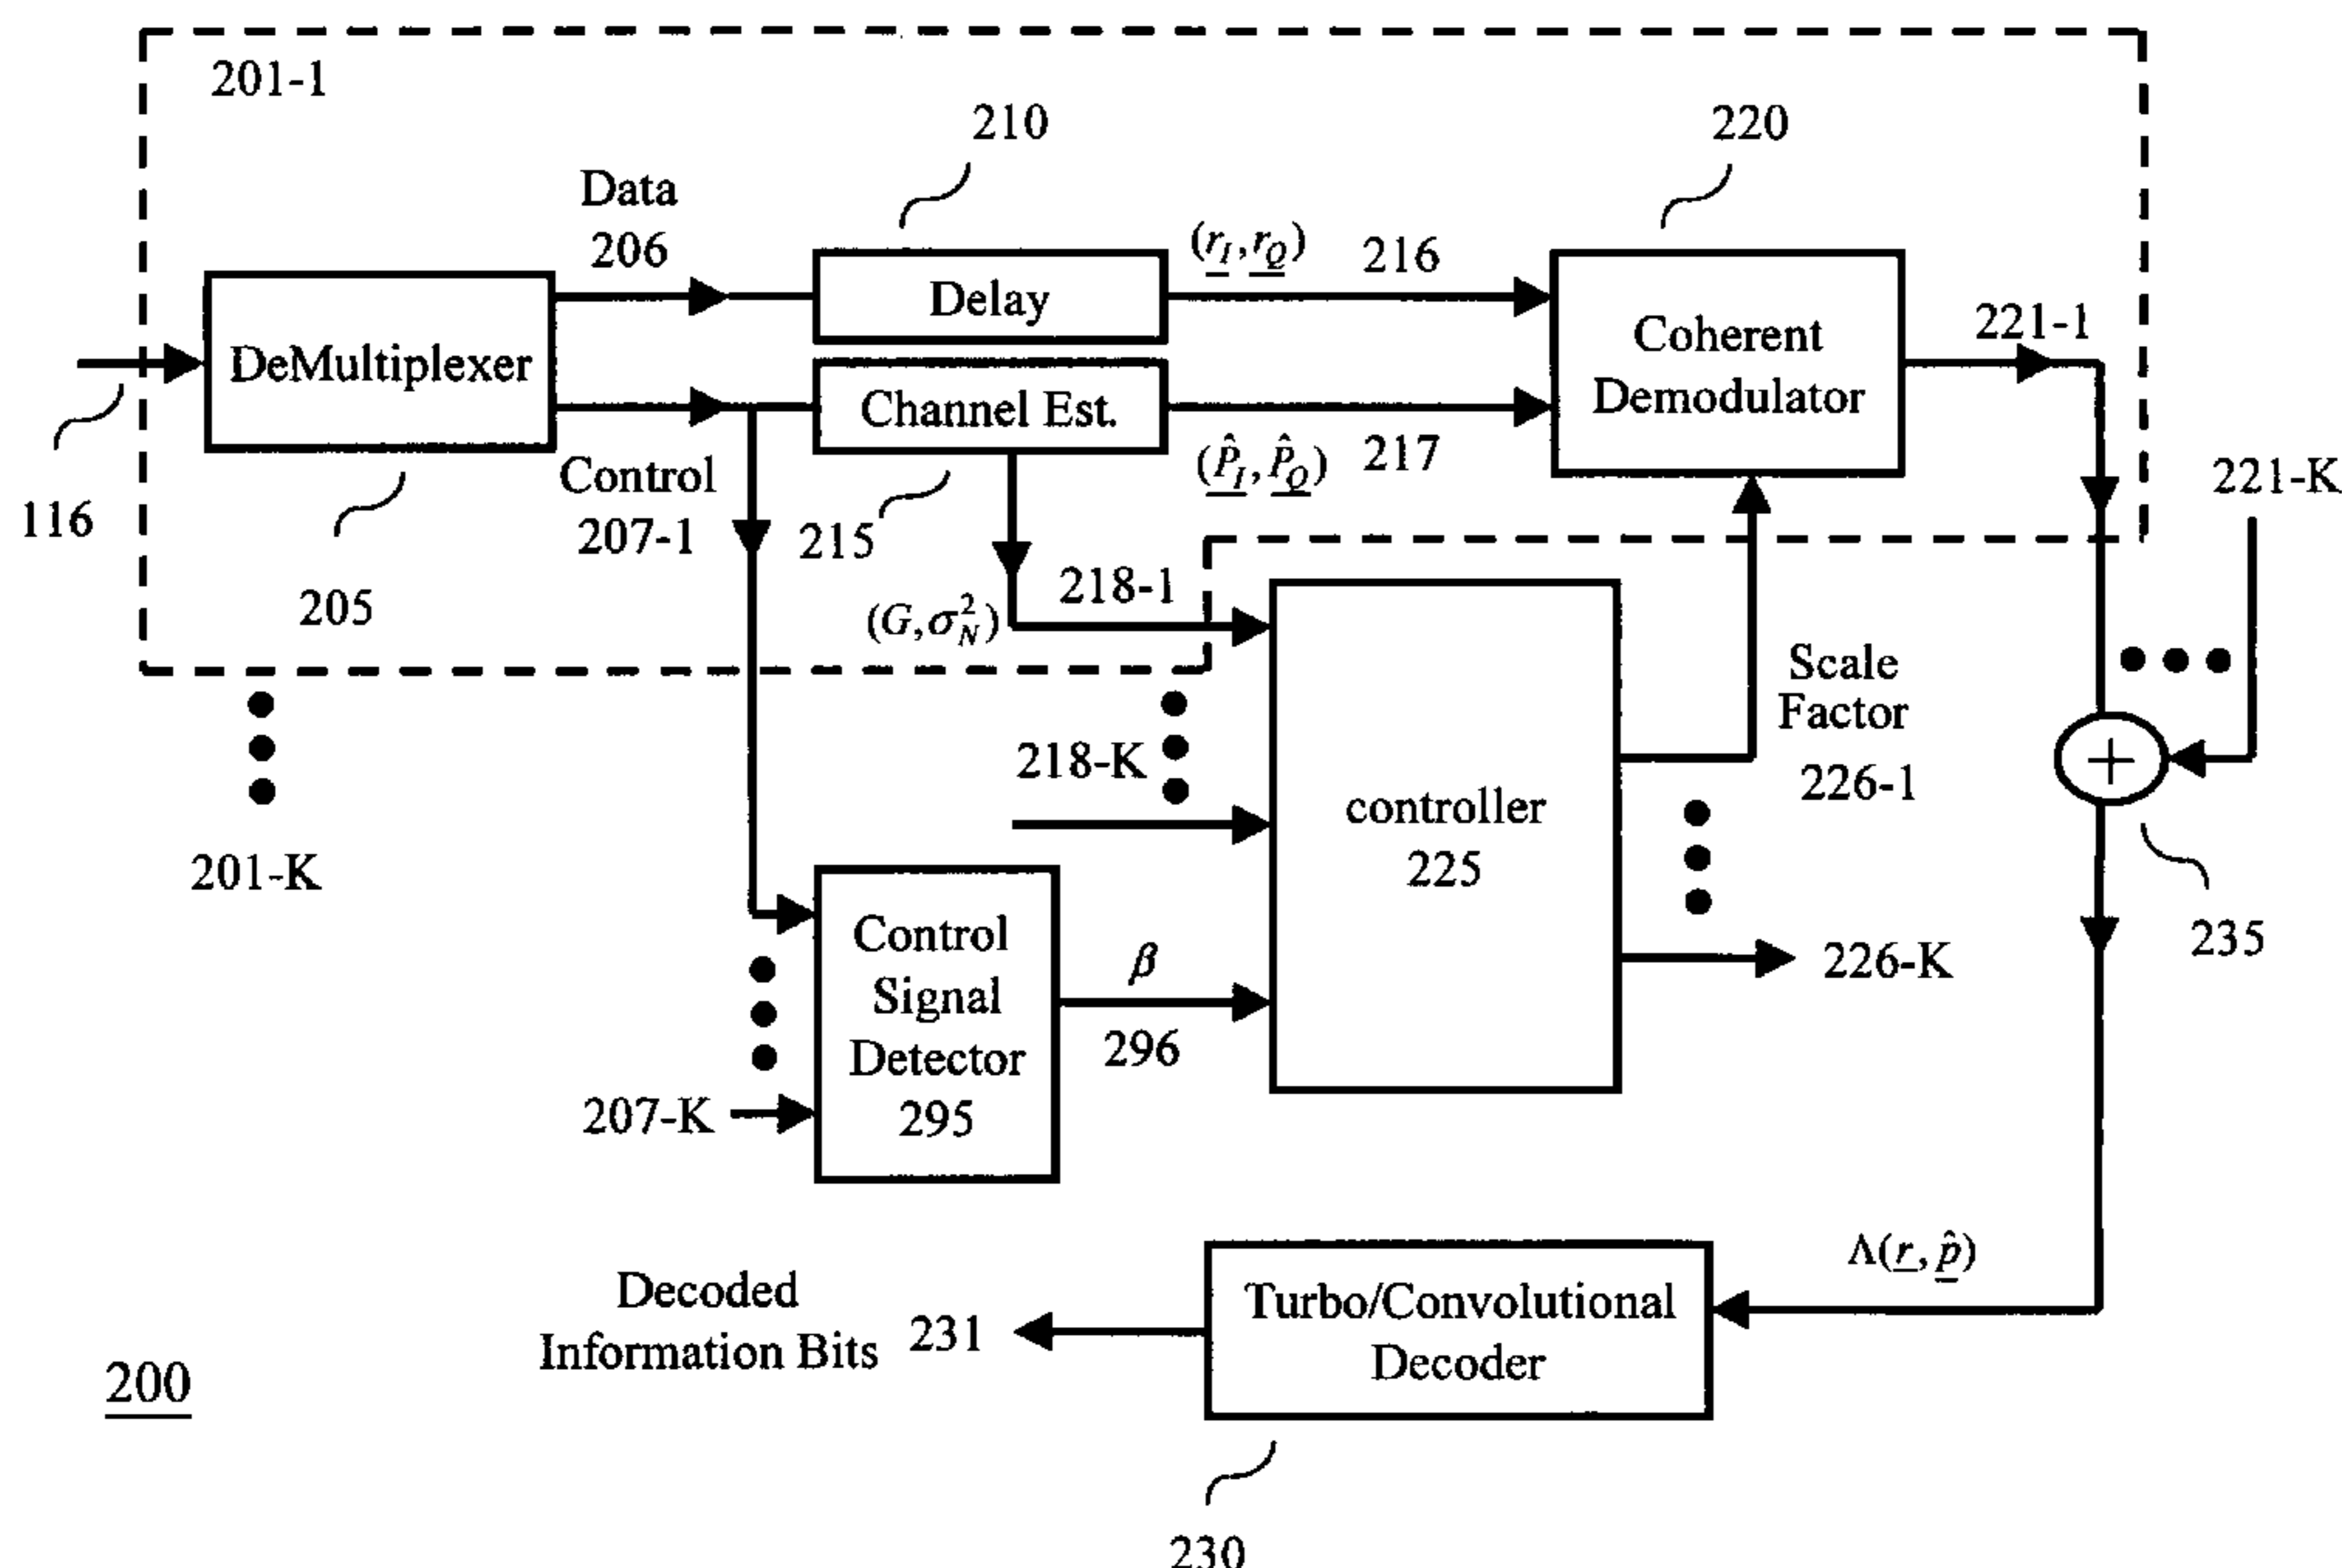 201-1
210
220
Data
206
(r_I, r_Q)
216
Delay
DeMultiplexer
Coherent
Demodulator
221-1
Channel Est.
(P̂_I, P̂_Q)
217
221-K
Control
207-1
116
215
205
218-1
(G, σ_N^2)
Scale
Factor
226-1
218-K
controller
225
201-K
Control
Signal
Detector
295
β
296
226-K
235
207-K
Λ(r, p̂)
Decoded
Information Bits
231
Turbo/Convolutional
Decoder
200
230